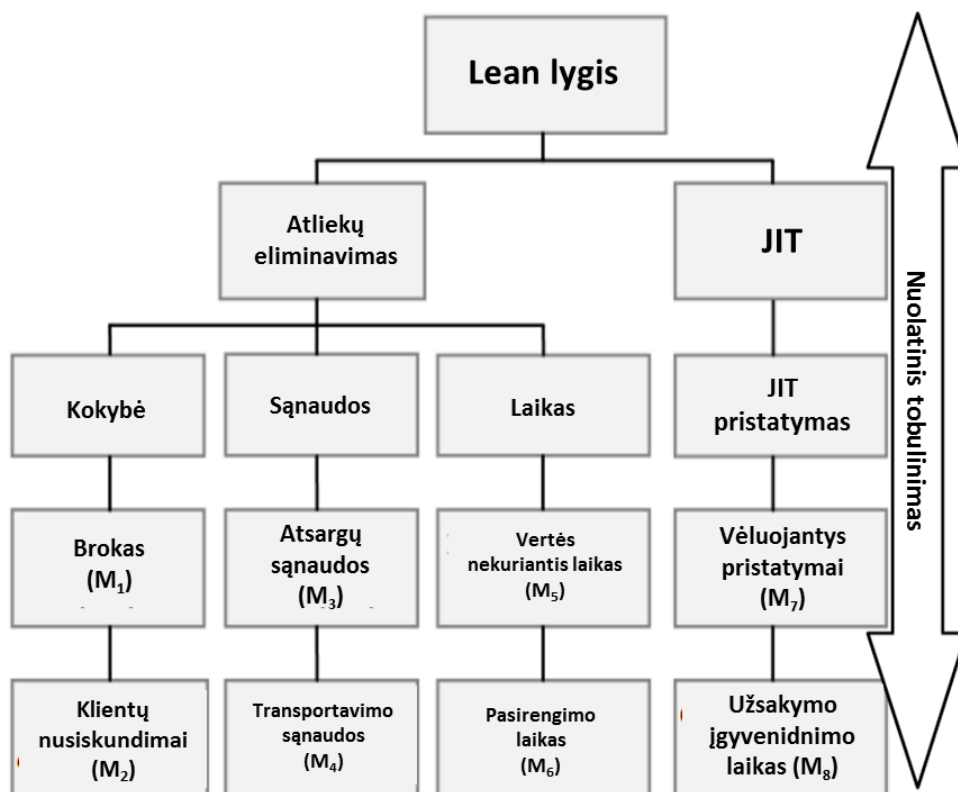 Lean lygis
Atliekų
eliminavimas
JIT
Kokybė
Sąnaudos
Laikas
JIT
pristatymas
Brokas
(M₁)
Atsargų
sąnaudos
(M₃)
Vertės
nekuriantis laikas
(M₅)
Vėluojantys
pristatymai
(M₇)
Klientų
nusiskundimai
(M₂)
Transportavimo
sąnaudos
(M₄)
Pasirengimo
laikas
(M₆)
Užsakymo
įgyvenidnimo
laikas (M₈)
Nuolatinis tobulinimas